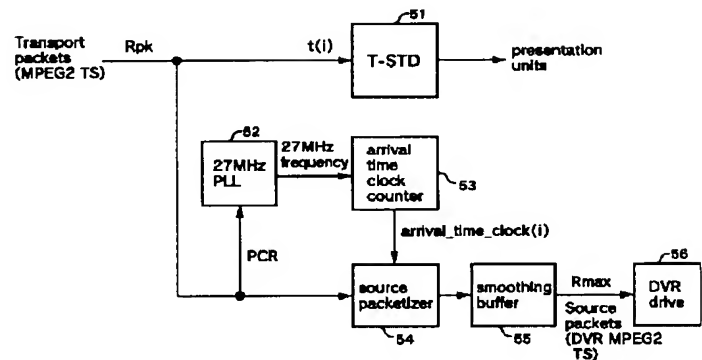 Transport
packets
(MPEG2 TS)
Rpk
t(i)
51
T-STD
presentation
units
52
27MHz
PLL
27MHz
frequency
arrival
time
clock
counter
53
arrival_time_clock(i)
PCR
source
packetizer
54
smoothing
buffer
55
Rmax
Source
packets
(DVR MPEG2
TS)
56
DVR
drive